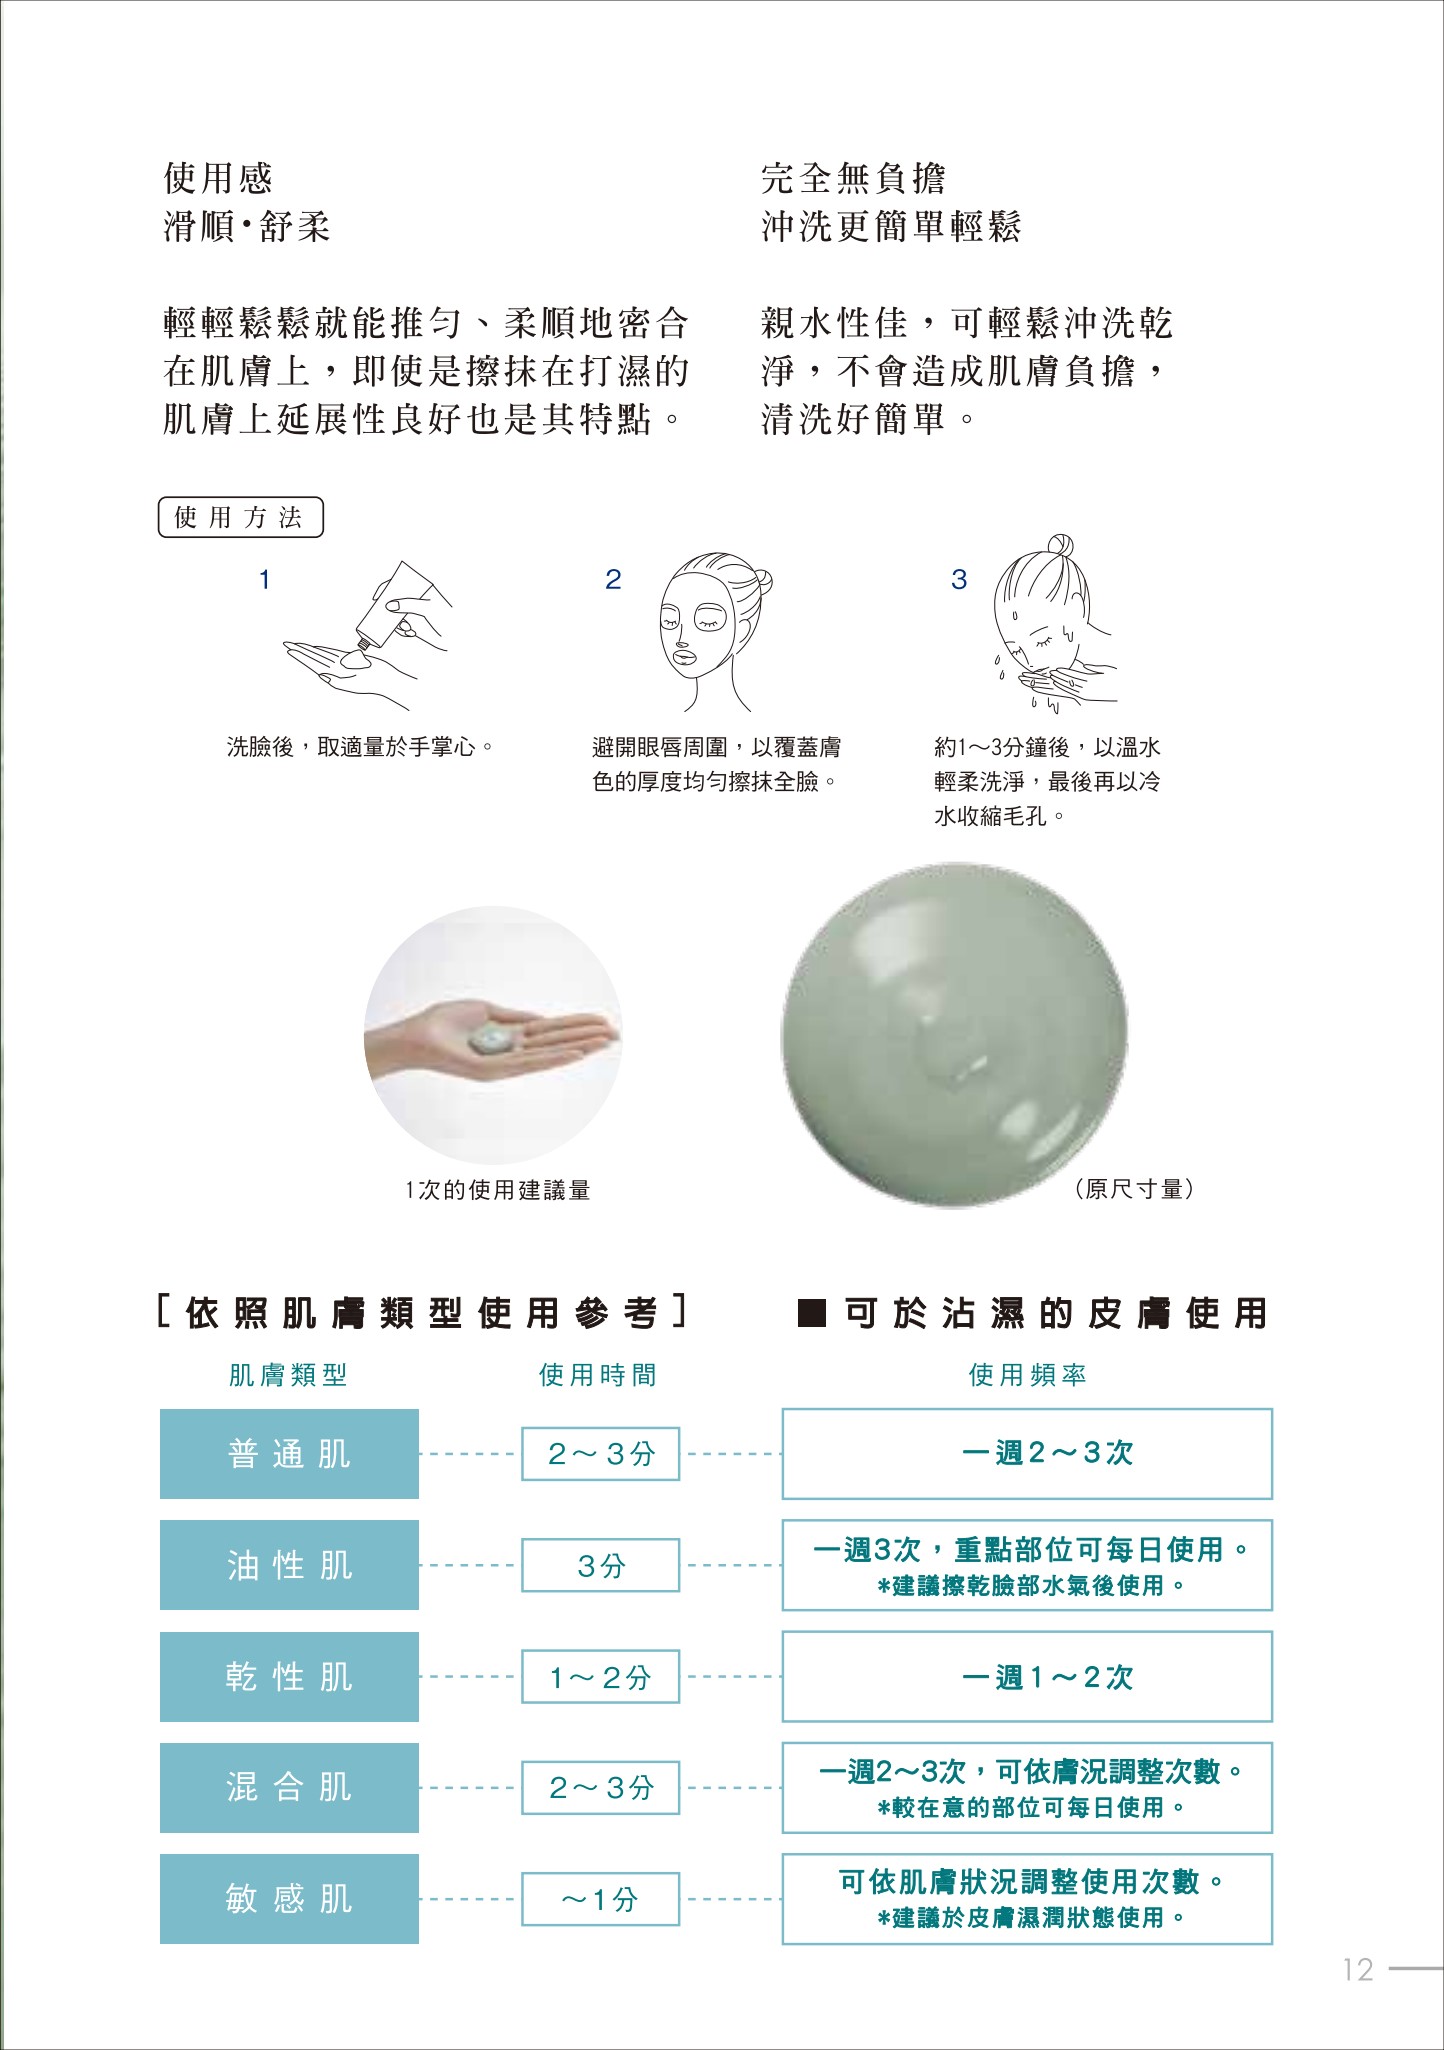 使用感
滑順・舒柔
輕輕鬆鬆就能推勻、柔順地密合
在肌膚上，即使是擦抹在打濕的
肌膚上延展性良好也是其特點。
完全無負擔
沖洗更簡單輕鬆
親水性佳，可輕鬆沖洗乾
淨，不會造成肌膚負擔，
清洗好簡單。
使用方法
1
洗臉後，取適量於手掌心。
2
避開眼唇周圍，以覆蓋膚
色的厚度均勻擦抹全臉。
3
約1～3分鐘後，以溫水
輕柔洗淨，最後再以冷
水收縮毛孔。
1次的使用建議量
（原尺寸量）
［依照肌膚類型使用參考］
■可於沾濕的皮膚使用
肌膚類型 使用時間 使用頻率
普通肌 2～3分 一週2～3次
油性肌 3分 一週3次，重點部位可每日使用。
*建議擦乾臉部水氣後使用。
乾性肌 1～2分 一週1～2次
混合肌 2～3分 一週2～3次，可依膚況調整次數。
*較在意的部位可每日使用。
敏感肌 ～1分 可依肌膚狀況調整使用次數。
*建議於皮膚濕潤狀態使用。
12